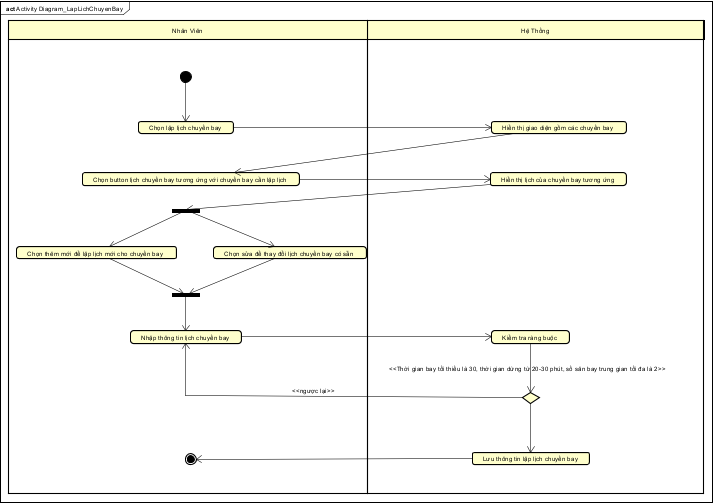 actActivity Diagram_LapLichChuyenBay
Nhân Viên
Hệ Thống
Chọn lập lịch chuyến bay
Hiển thị giao diện gồm các chuyến bay
Chọn button lịch chuyến bay tương ứng với chuyến bay cần lập lịch
Hiển thị lịch của chuyến bay tương ứng
Chọn thêm mới để lập lịch mới cho chuyến bay
Chọn sửa để thay đổi lịch chuyến bay có sẵn
Nhập thông tin lịch chuyến bay
Kiểm tra ràng buộc
<<Thời gian bay tối thiểu là 30, thời gian dừng từ 20-30 phút, số sân bay trung gian tối đa là 2>>
<<ngược lại>>
Lưu thông tin lập lịch chuyến bay